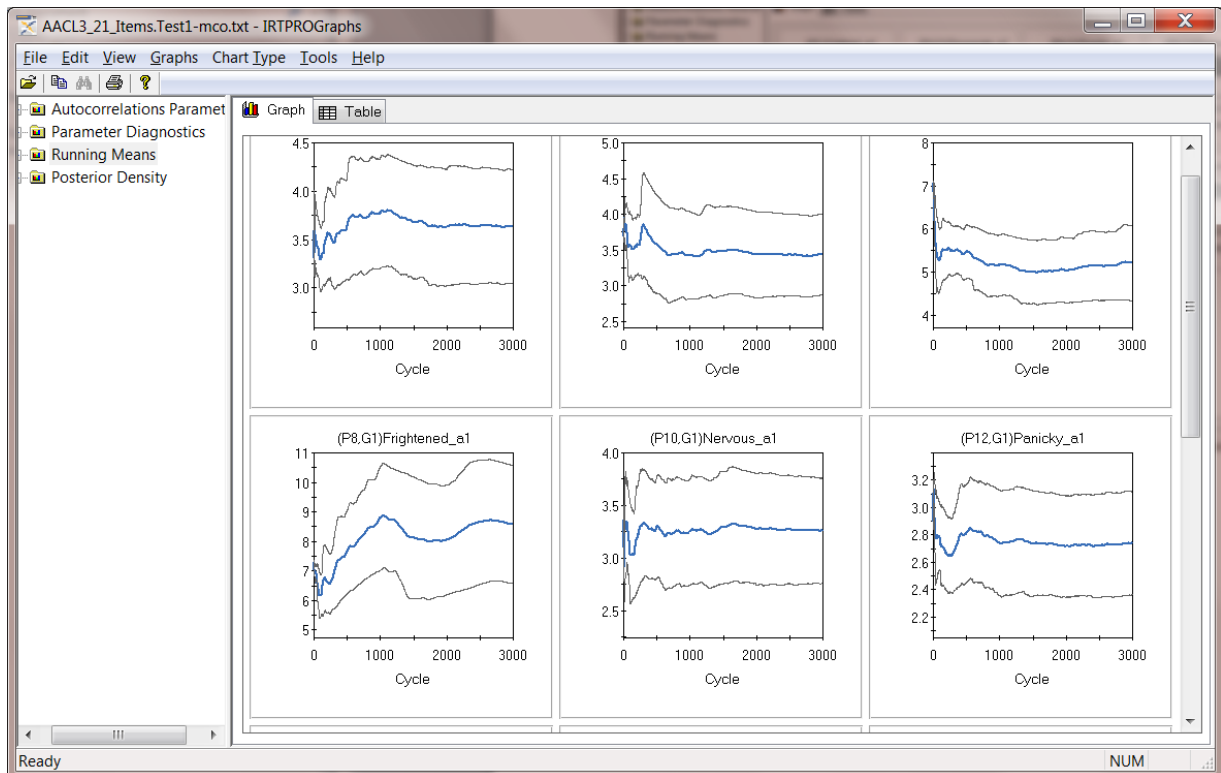 AACL3_21_Items.Test1-mco.txt - IRTPROGraphs
File Edit View Graphs Chart Type Tools Help
Autocorrelations Paramet
Parameter Diagnostics
Running Means
Posterior Density
Graph Table
4.5
4.0
3.5
3.0
0 1000 2000 3000
Cycle
5.0
4.5
4.0
3.5
3.0
2.5
0 1000 2000 3000
Cycle
8
7
6
5
4
0 1000 2000 3000
Cycle
(P8,G1)Frightened_a1
11
10
9
8
7
6
5
0 1000 2000 3000
Cycle
(P10,G1)Nervous_a1
4.0
3.5
3.0
2.5
0 1000 2000 3000
Cycle
(P12,G1)Panicky_a1
3.2
3.0
2.8
2.6
2.4
2.2
0 1000 2000 3000
Cycle
Ready NUM